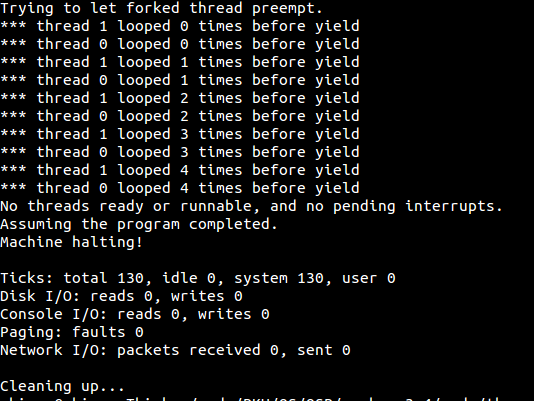 Trying to let forked thread preempt.
*** thread 1 looped 0 times before yield
*** thread 0 looped 0 times before yield
*** thread 1 looped 1 times before yield
*** thread 0 looped 1 times before yield
*** thread 1 looped 2 times before yield
*** thread 0 looped 2 times before yield
*** thread 1 looped 3 times before yield
*** thread 0 looped 3 times before yield
*** thread 1 looped 4 times before yield
*** thread 0 looped 4 times before yield
No threads ready or runnable, and no pending interrupts.
Assuming the program completed.
Machine halting!
Ticks: total 130, idle 0, system 130, user 0
Disk I/O: reads 0, writes 0
Console I/O: reads 0, writes 0
Paging: faults 0
Network I/O: packets received 0, sent 0
Cleaning up...